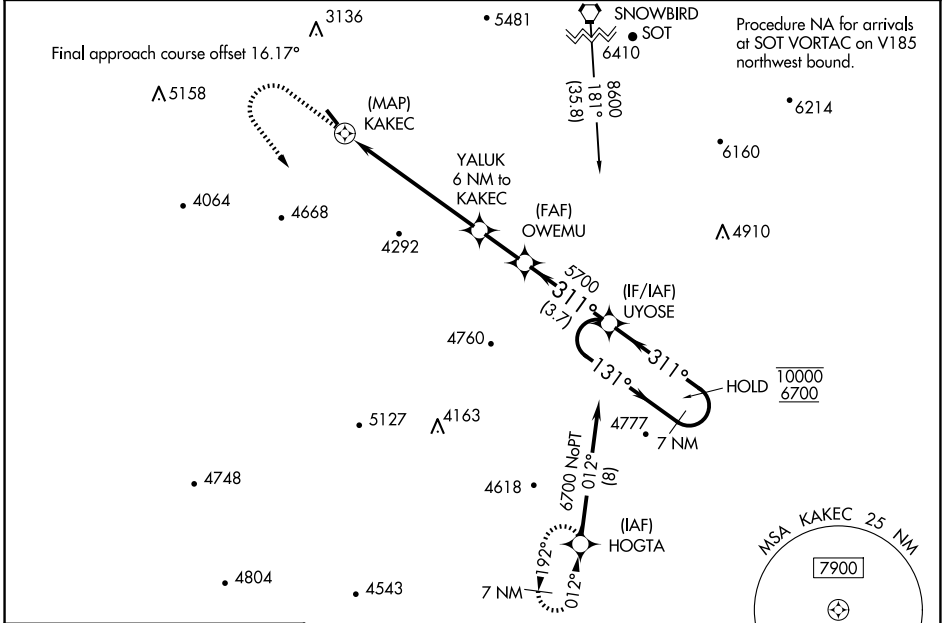 3136
5481
SNOWBIRD
SOT
6410
Procedure NA for arrivals
at SOT VORTAC on V185
northwest bound.
Final approach course offset 16.17°
5158
(MAP)
KAKEC
8600
181°
(35.8)
6214
6160
YALUK
6 NM to
KAKEC
4064
4668
4292
(FAF)
OWEMU
4910
5700
311°
(3.7)
(IF/IAF)
UYOSE
4760
311°
131°
HOLD
10000
6700
7 NM
4777
5127
4163
4748
4618
6700 NoPT
012°
(8)
(IAF)
HOGTA
192°
012°
7 NM
4804
4543
MSA KAKEC 25 NM
7900